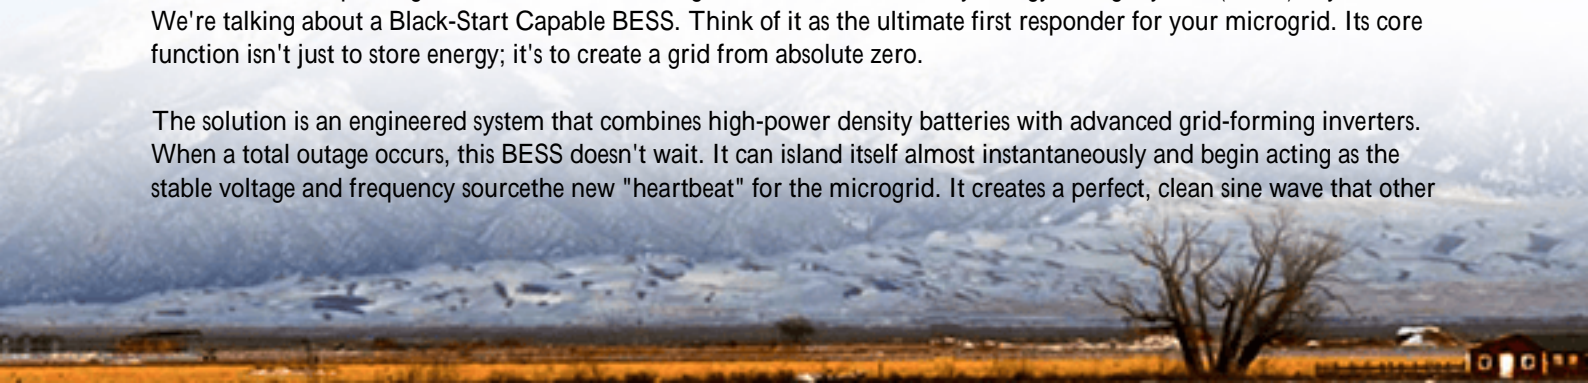 We're talking about a Black-Start Capable BESS. Think of it as the ultimate first responder for your microgrid. Its core
function isn't just to store energy; it's to create a grid from absolute zero.
The solution is an engineered system that combines high-power density batteries with advanced grid-forming inverters.
When a total outage occurs, this BESS doesn't wait. It can island itself almost instantaneously and begin acting as the
stable voltage and frequency sourcethe new "heartbeat" for the microgrid. It creates a perfect, clean sine wave that other